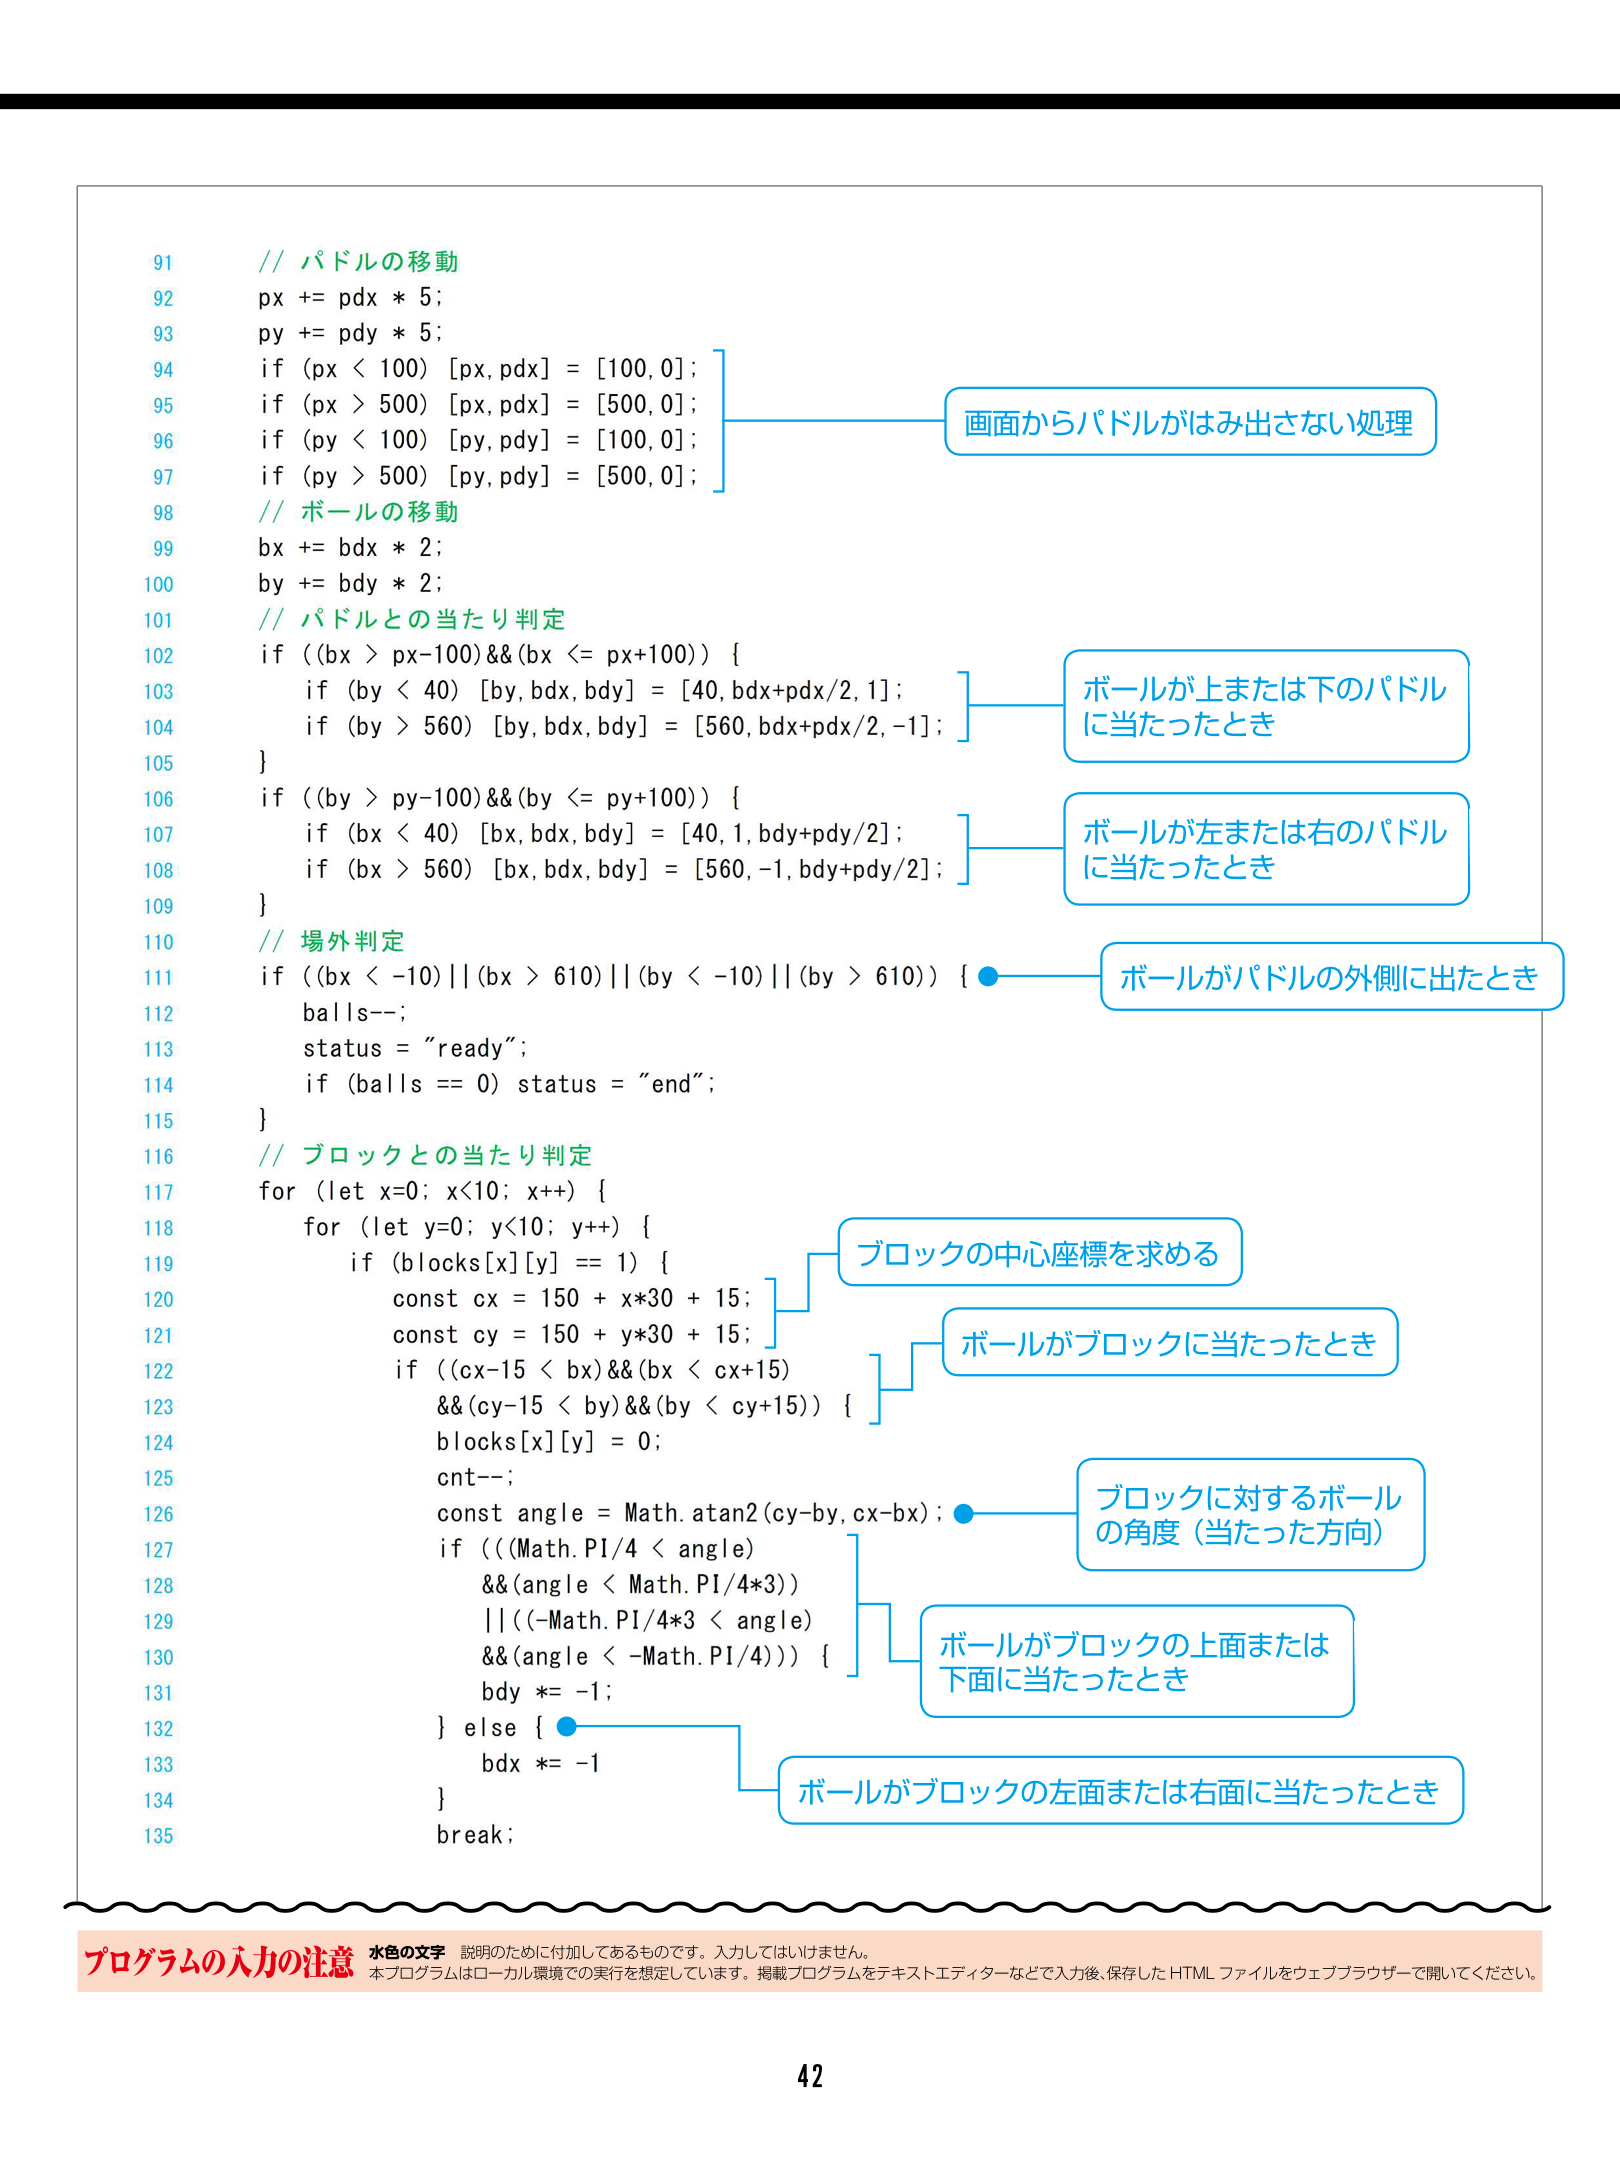 91 // パドルの移動
92 px += pdx * 5;
93 py += pdy * 5;
94 if (px < 100) [px,pdx] = [100,0];
95 if (px > 500) [px,pdx] = [500,0];
96 if (py < 100) [py,pdy] = [100,0];
97 if (py > 500) [py,pdy] = [500,0];
画面からパドルがはみ出さない処理
98 // ボールの移動
99 bx += bdx * 2;
100 by += bdy * 2;
101 // パドルとの当たり判定
102 if ((bx > px-100)&&(bx <= px+100)) {
103 if (by < 40) [by,bdx,bdy] = [40,bdx+pdx/2,1];
104 if (by > 560) [by,bdx,bdy] = [560,bdx+pdx/2,-1];
ボールが上または下のパドル
に当たったとき
105 }
106 if ((by > py-100)&&(by <= py+100)) {
107 if (bx < 40) [bx,bdx,bdy] = [40,1,bdy+pdy/2];
108 if (bx > 560) [bx,bdx,bdy] = [560,-1,bdy+pdy/2];
ボールが左または右のパドル
に当たったとき
109 }
110 // 場外判定
111 if ((bx < -10)||(bx > 610)||(by < -10)||(by > 610)) {
ボールがパドルの外側に出たとき
112 balls--;
113 status = "ready";
114 if (balls == 0) status = "end";
115 }
116 // ブロックとの当たり判定
117 for (let x=0; x<10; x++) {
118 for (let y=0; y<10; y++) {
119 if (blocks[x][y] == 1) {
120 const cx = 150 + x*30 + 15;
121 const cy = 150 + y*30 + 15;
ブロックの中心座標を求める
122 if ((cx-15 < bx)&&(bx < cx+15)
123 &&(cy-15 < by)&&(by < cy+15)) {
ボールがブロックに当たったとき
124 blocks[x][y] = 0;
125 cnt--;
126 const angle = Math.atan2(cy-by,cx-bx);
ブロックに対するボール
の角度（当たった方向）
127 if (((Math.PI/4 < angle)
128 &&(angle < Math.PI/4*3))
129 ||((-Math.PI/4*3 < angle)
130 &&(angle < -Math.PI/4))) {
ボールがブロックの上面または
下面に当たったとき
131 bdy *= -1;
132 } else {
133 bdx *= -1
ボールがブロックの左面または右面に当たったとき
134 }
135 break;
プログラムの入力の注意
水色の文字 説明のために付加してあるものです。入力してはいけません。
本プログラムはローカル環境での実行を想定しています。掲載プログラムをテキストエディターなどで入力後、保存した HTML ファイルをウェブブラウザーで開いてください。
42